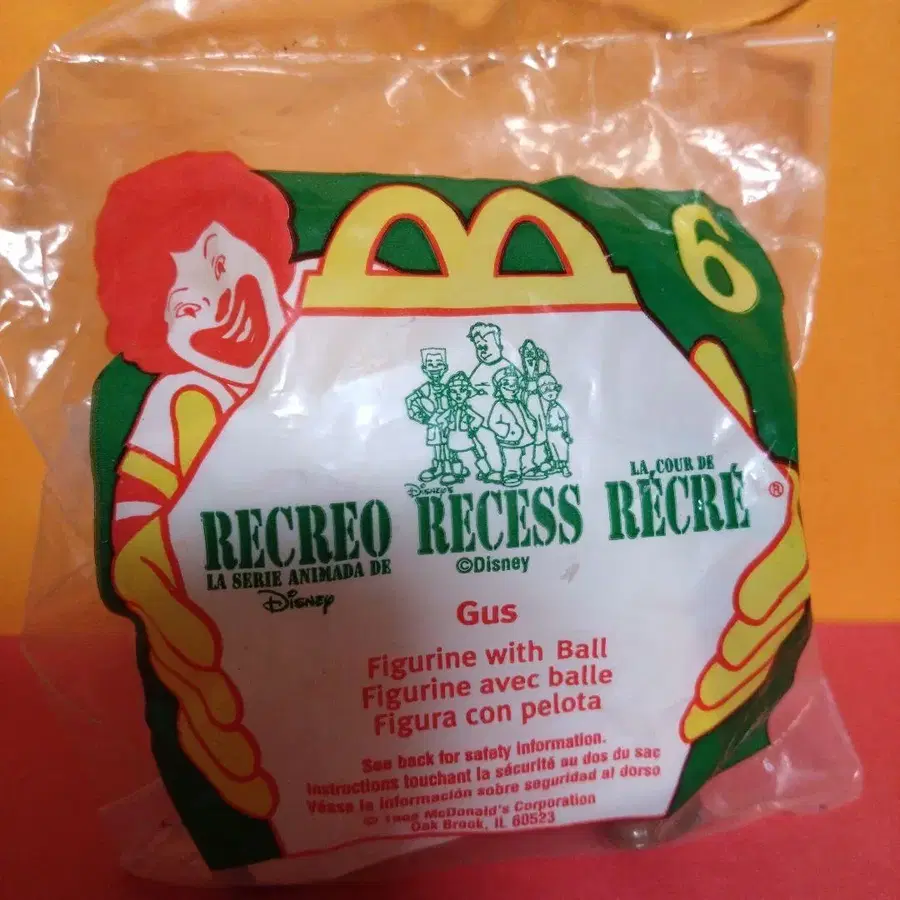 6
DISNEY'S
RECREO
LA SERIE ANIMADA DE
Disney
RECESS
©Disney
LA COUR DE
RÉCRÉ ®
Gus
Figurine with Ball
Figurine avec balle
Figura con pelota
See back for safety information.
Instructions touchant la sécurité au dos du sac
Véase la información sobre seguridad al dorso
© McDonald's Corporation
Oak Brook, IL 60523